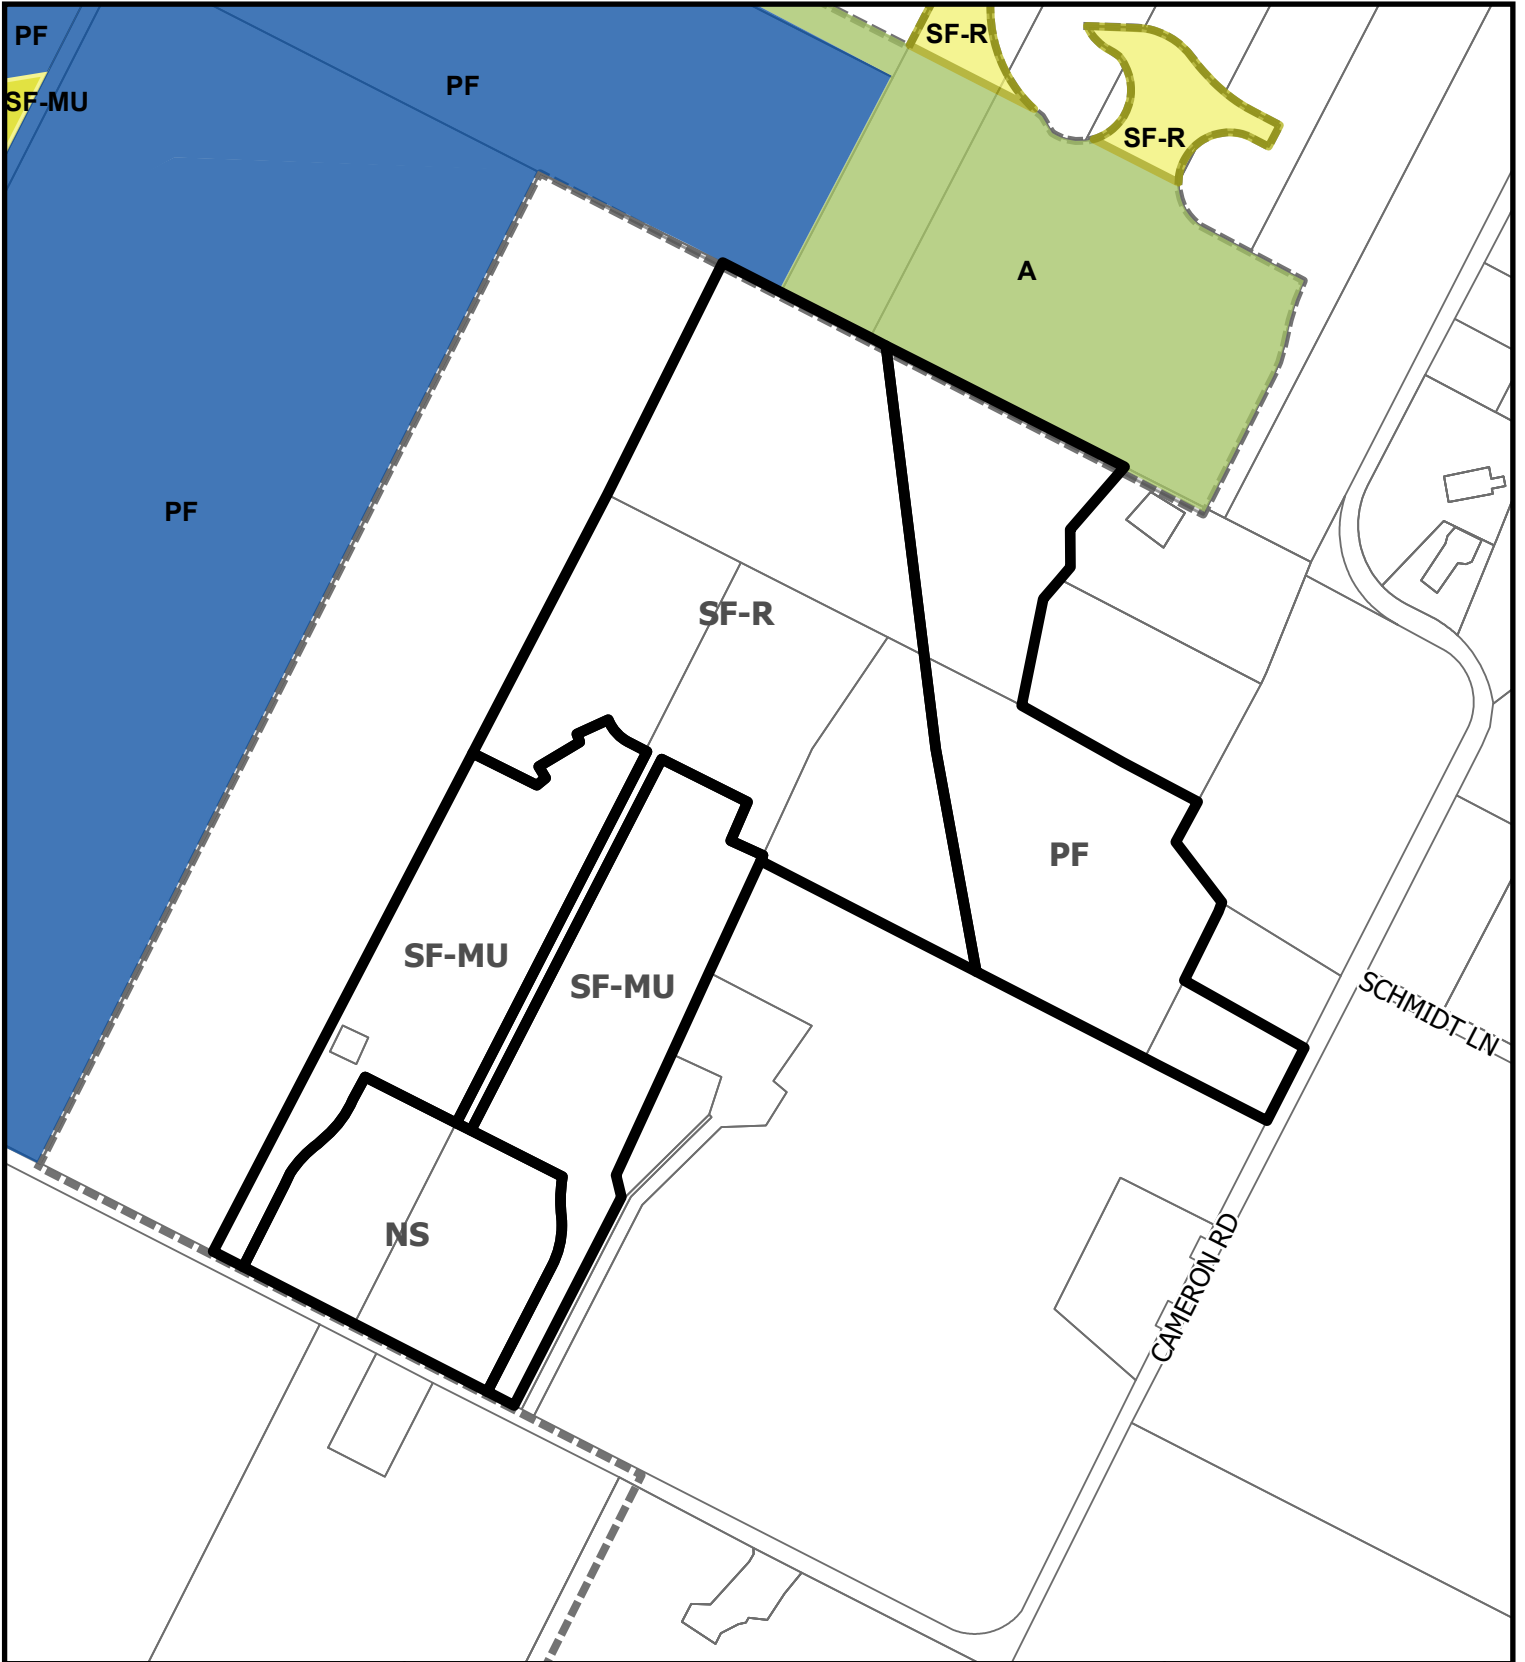 PF
SF-R
PF
SF-MU
SF-R
A
PF
SF-R
PF
SF-MU
SF-MU
SCHMIDT LN
NS
CAMERON RD